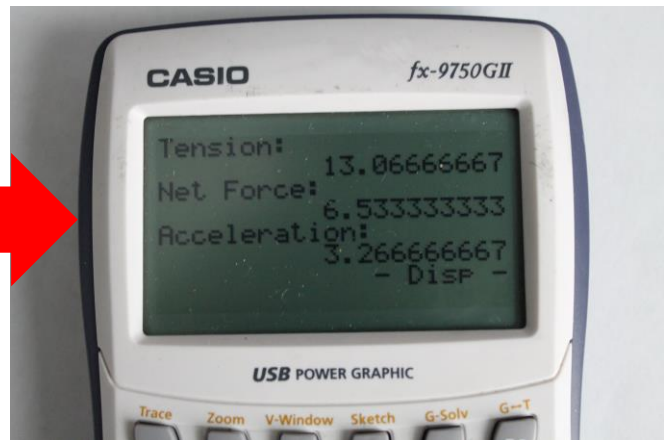 CASIO fx-9750GII
Tension:
13.06666667
Net Force:
6.533333333
Acceleration:
3.266666667
- Disp -
USB POWER GRAPHIC
Trace Zoom V-Window Sketch G-Solv G↔T